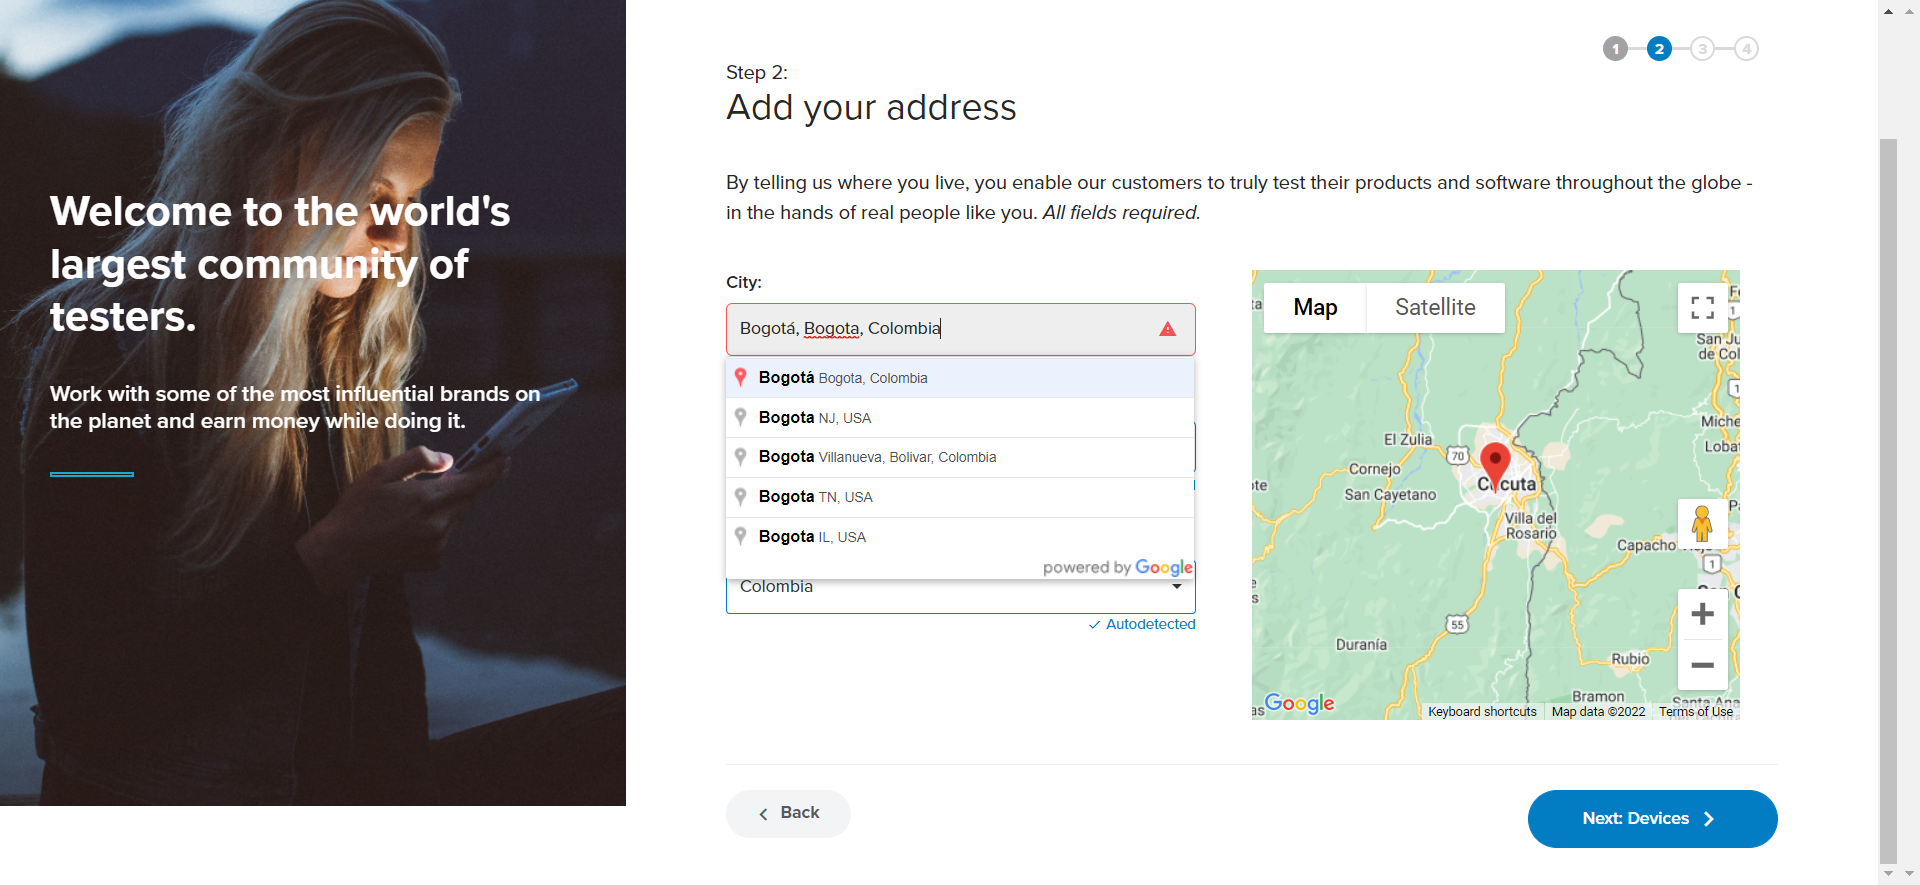 1 2 3 4
Step 2:
Add your address
Welcome to the world's
largest community of
testers.
Work with some of the most influential brands on
the planet and earn money while doing it.
By telling us where you live, you enable our customers to truly test their products and software throughout the globe -
in the hands of real people like you. All fields required.
City:
Bogotá, Bogota, Colombia
Bogotá Bogota, Colombia
Bogota NJ, USA
Bogota Villanueva, Bolivar, Colombia
Bogota TN, USA
Bogota IL, USA
powered by Google
Colombia
Autodetected
Map Satellite
San Ju
de Col
1
Miche
Lobat
El Zulia
70
Cornejo
San Cayetano
Cúcuta
Villa del
Rosario
Capacho
1
55
Durania
Rubio
Bramon
Santa Ana
Google
Keyboard shortcuts Map data ©2022 Terms of Use
Back
Next: Devices